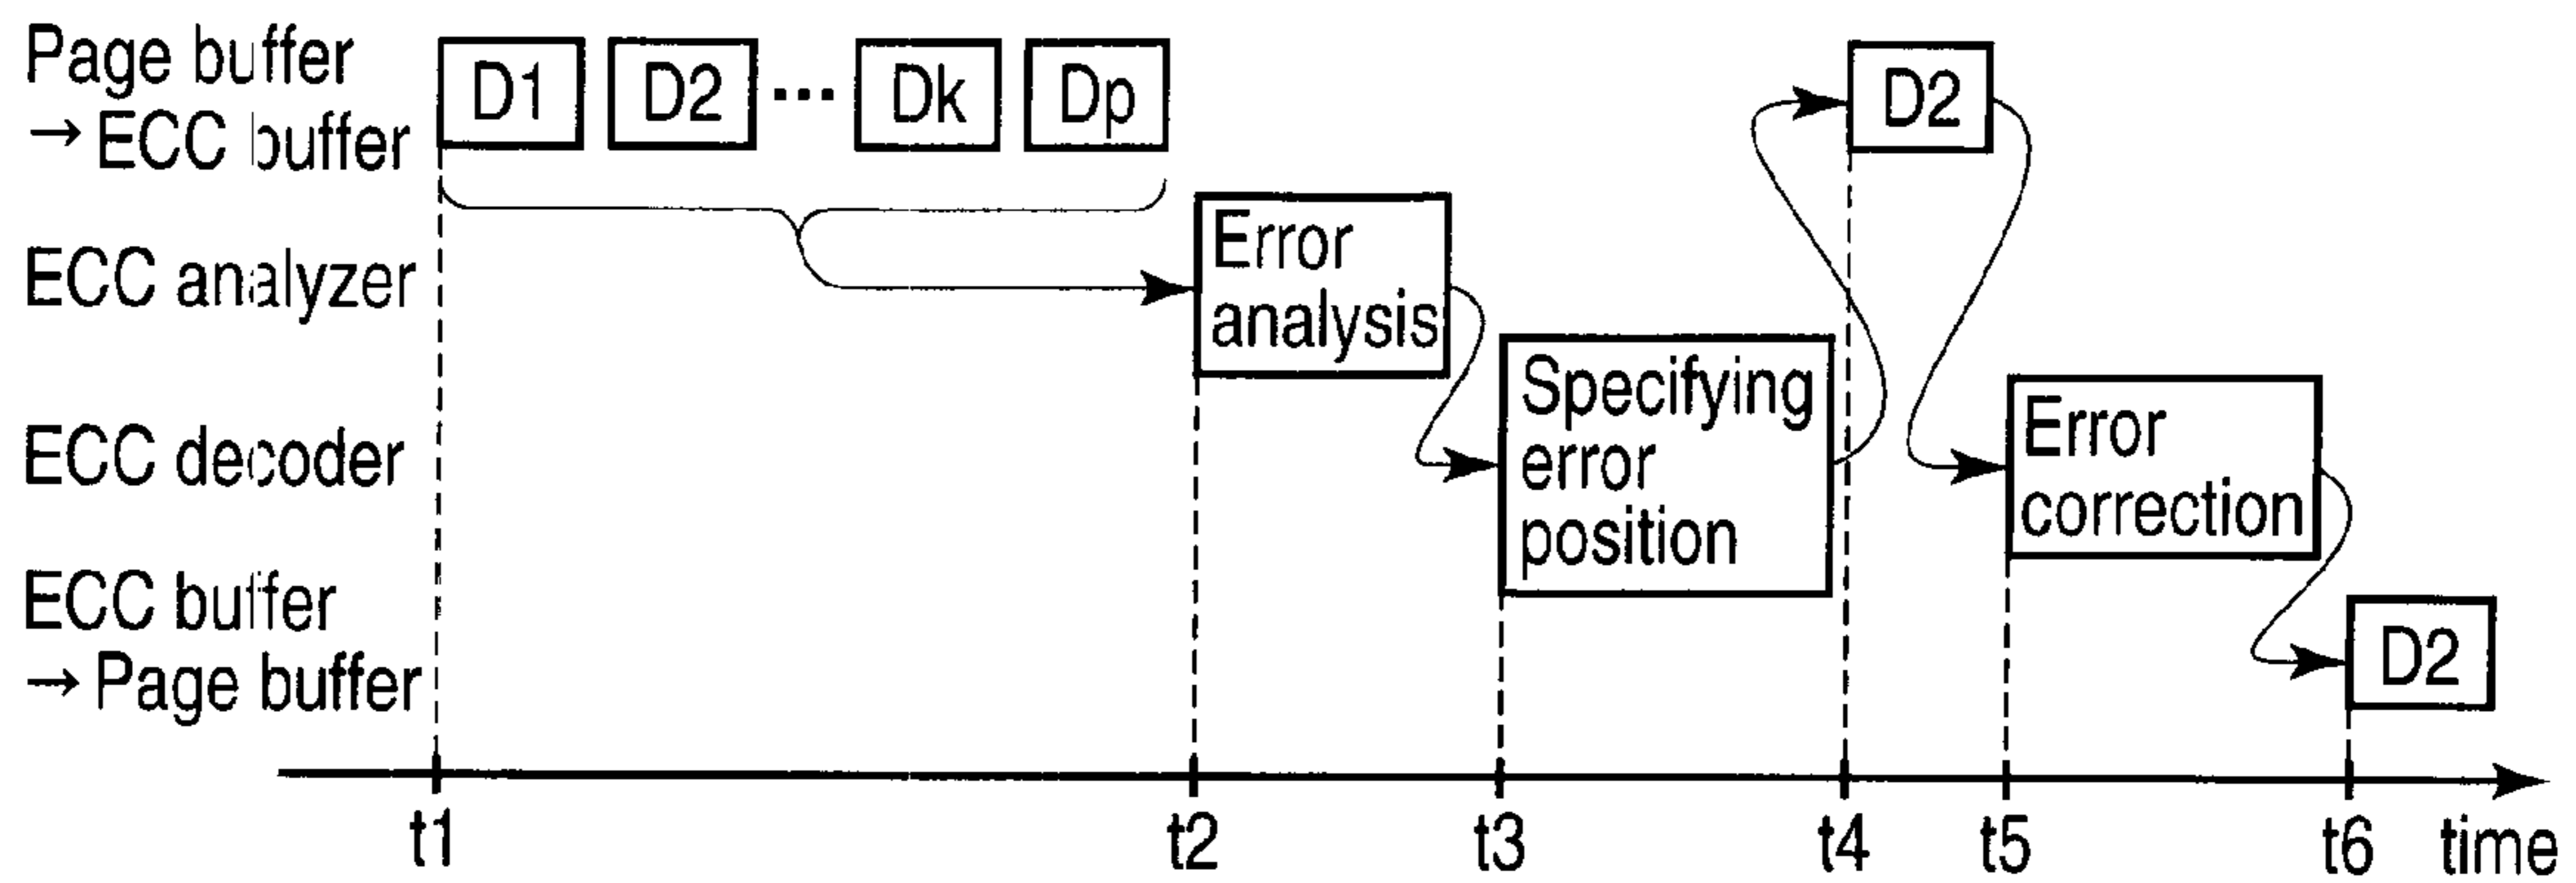 Page buffer
→ ECC buffer
D1 D2 ... Dk Dp
D2
ECC analyzer
Error
analysis
ECC decoder
Specifying
error
position
Error
correction
ECC buffer
→ Page buffer
D2
t1 t2 t3 t4 t5 t6 time